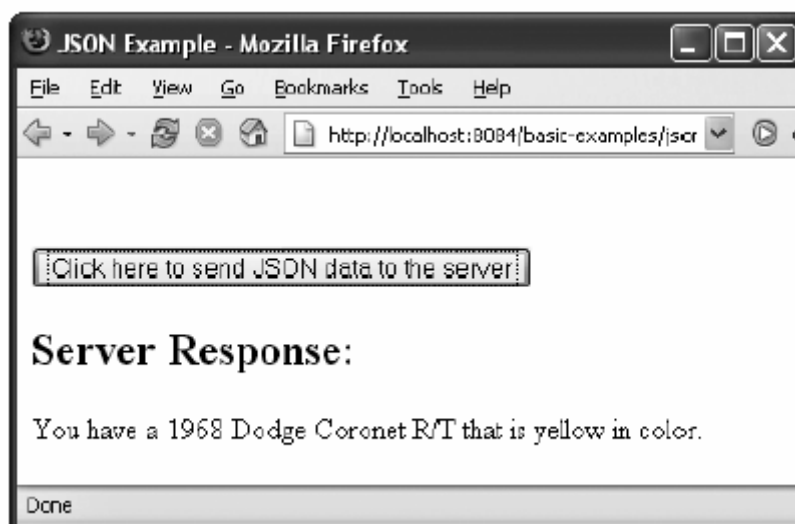 JSON Example - Mozilla Firefox
File Edit View Go Bookmarks Tools Help
http://localhost:8084/basic-examples/jscr
Click here to send JSON data to the server
Server Response:
You have a 1968 Dodge Coronet R/T that is yellow in color.
Done